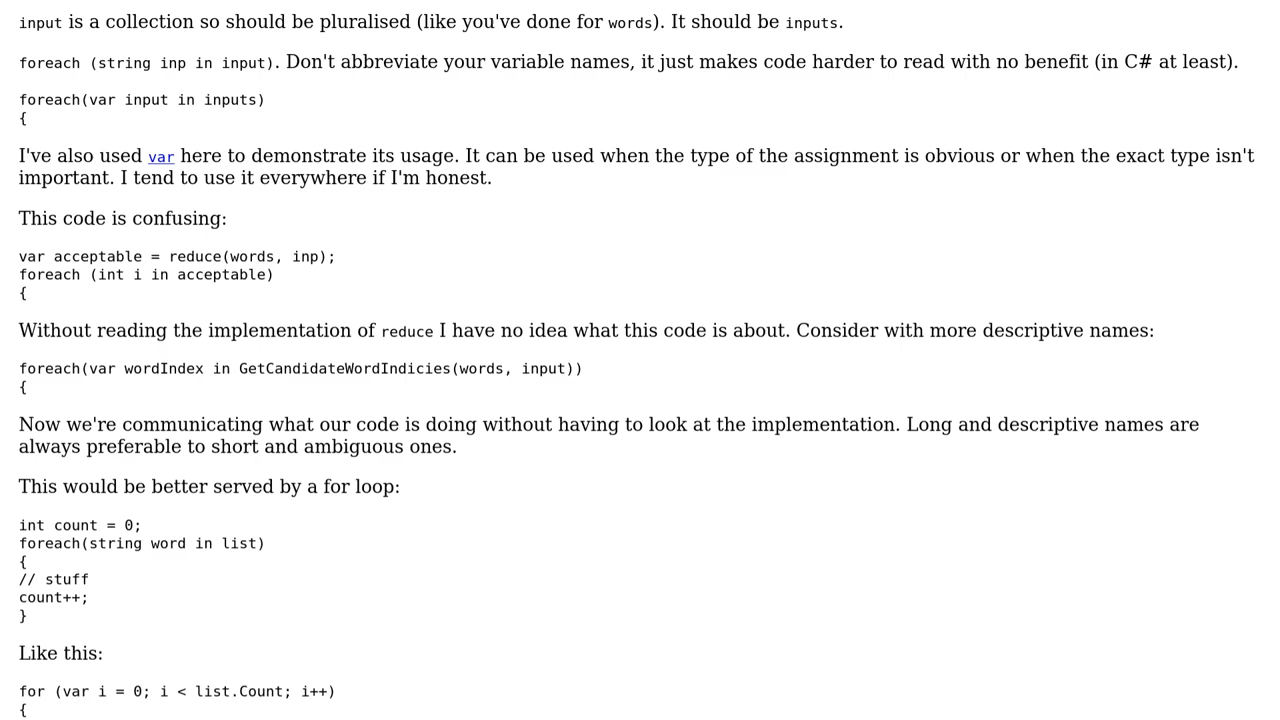 input is a collection so should be pluralised (like you've done for words). It should be inputs.
foreach (string inp in input). Don't abbreviate your variable names, it just makes code harder to read with no benefit (in C# at least).
foreach(var input in inputs)
{
I've also used var here to demonstrate its usage. It can be used when the type of the assignment is obvious or when the exact type isn't
important. I tend to use it everywhere if I'm honest.
This code is confusing:
var acceptable = reduce(words, inp);
foreach (int i in acceptable)
{
Without reading the implementation of reduce I have no idea what this code is about. Consider with more descriptive names:
foreach(var wordIndex in GetCandidateWordIndicies(words, input))
{
Now we're communicating what our code is doing without having to look at the implementation. Long and descriptive names are
always preferable to short and ambiguous ones.
This would be better served by a for loop:
int count = 0;
foreach(string word in list)
{
// stuff
count++;
}
Like this:
for (var i = 0; i < list.Count; i++)
{